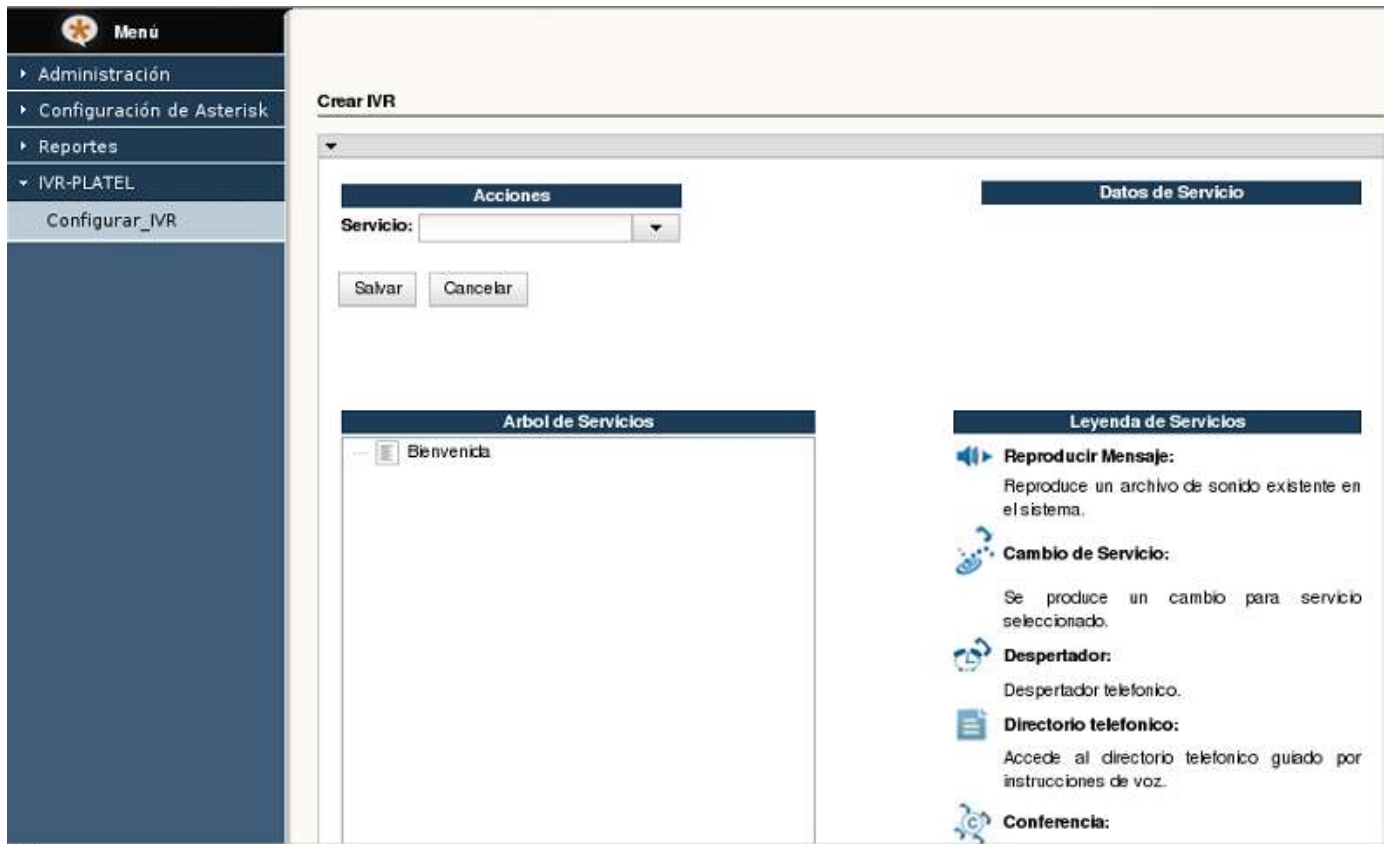 Menú
Administración
Configuración de Asterisk
Reportes
IVR-PLATEL
Configurar_IVR
Crear IVR
Acciones
Servicio:
Salvar
Cancelar
Datos de Servicio
Arbol de Servicios
Bienvenida
Leyenda de Servicios
Reproducir Mensaje:
Reproduce un archivo de sonido existente en
el sistema.
Cambio de Servicio:
Se produce un cambio para servicio
seleccionado.
Despertador:
Despertador telefonico.
Directorio telefonico:
Accede al directorio telefonico guiado por
instrucciones de voz.
C
Conferencia: